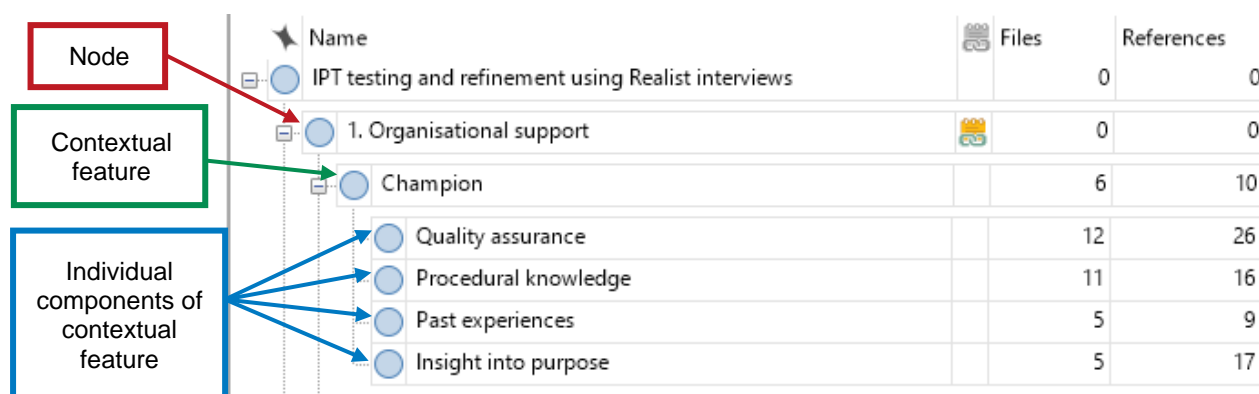 Node
Contextual
feature
Individual
components of
contextual
feature
Name Files References
IPT testing and refinement using Realist interviews 0 0
1. Organisational support 0 0
Champion 6 10
Quality assurance 12 26
Procedural knowledge 11 16
Past experiences 5 9
Insight into purpose 5 17